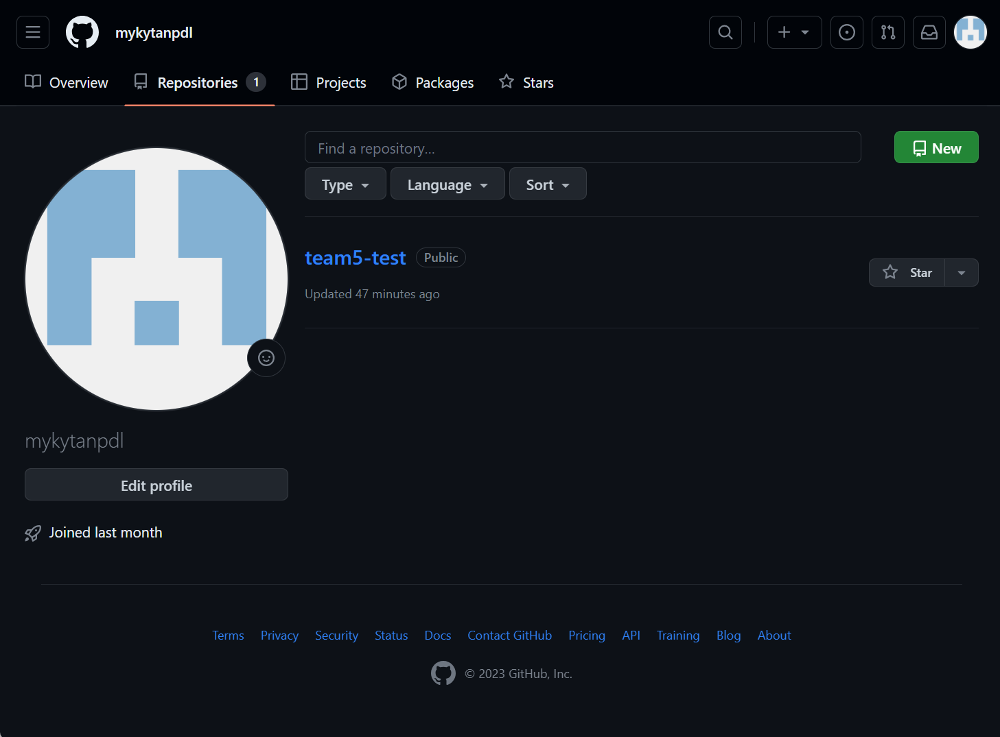 mykytanpdl
Overview Repositories 1 Projects Packages Stars
Find a repository... New
Type Language Sort
team5-test Public
Star
Updated 47 minutes ago
mykytanpdl
Edit profile
Joined last month
Terms Privacy Security Status Docs Contact GitHub Pricing API Training Blog About
© 2023 GitHub, Inc.